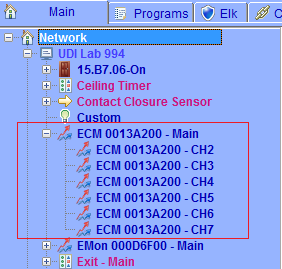 Main Programs Elk
Network
UDI Lab 994
15.B7.06-On
Ceiling Timer
Contact Closure Sensor
Custom
ECM 0013A200 - Main
ECM 0013A200 - CH2
ECM 0013A200 - CH3
ECM 0013A200 - CH4
ECM 0013A200 - CH5
ECM 0013A200 - CH6
ECM 0013A200 - CH7
EMon 000D6F00 - Main
Exit - Main